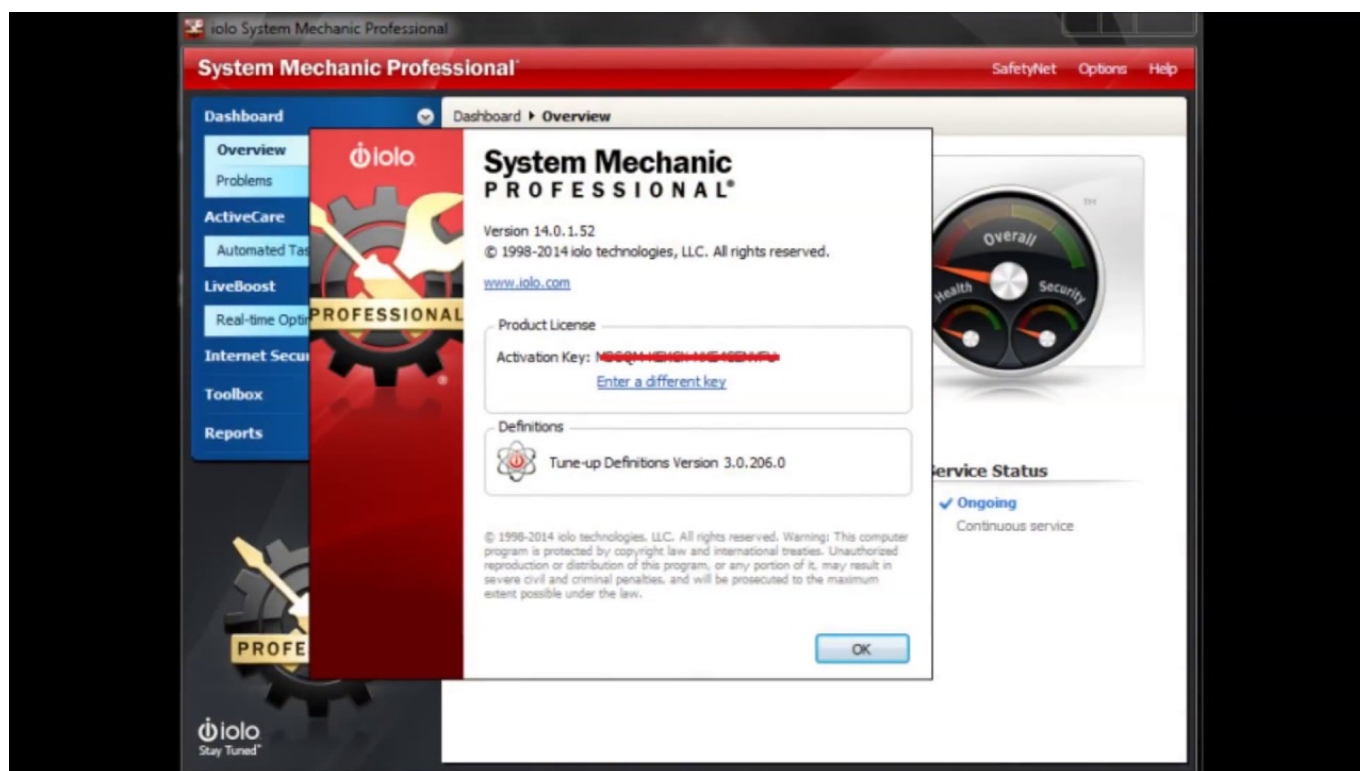 iolo System Mechanic Professional
System Mechanic Professional
SafetyNet Options Help
Dashboard
Overview
Problems
ActiveCare
Automated Tas
LiveBoost
Real-time Optin
Internet Secur
Toolbox
Reports
Dashboard Overview
iolo
PROFESSIONAL
®
System Mechanic
PROFESSIONAL®
Version 14.0.1.52
© 1998-2014 iolo technologies, LLC. All rights reserved.
www.iolo.com
Product License
Activation Key:
Enter a different key
Definitions
Tune-up Definitions Version 3.0.206.0
© 1998-2014 iolo technologies, LLC. All rights reserved. Warning: This computer
program is protected by copyright law and international treaties. Unauthorized
reproduction or distribution of this program, or any portion of it, may result in
severe civil and criminal penalties, and will be prosecuted to the maximum
extent possible under the law.
OK
TM
Overall
Health
Security
Service Status
Ongoing
Continuous service
PROFE
iolo
Stay Tuned™